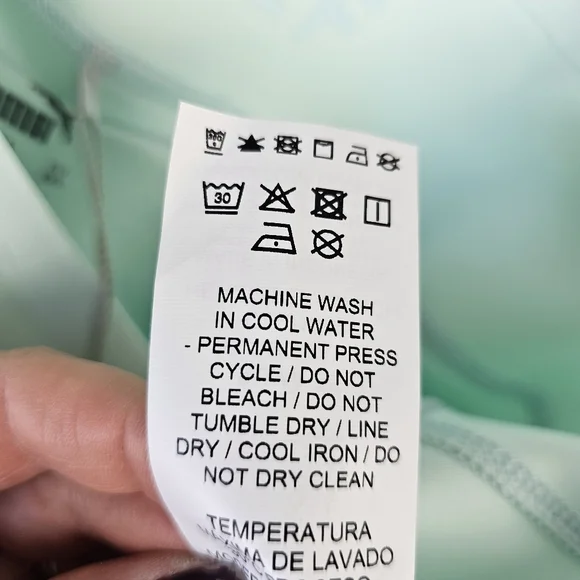 30
MACHINE WASH
IN COOL WATER
- PERMANENT PRESS
CYCLE / DO NOT
BLEACH / DO NOT
TUMBLE DRY / LINE
DRY / COOL IRON / DO
NOT DRY CLEAN
TEMPERATURA
DE LAVADO